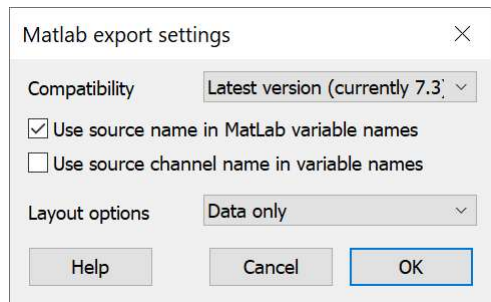 Matlab export settings
Compatibility Latest version (currently 7.3)
Use source name in MatLab variable names
Use source channel name in variable names
Layout options Data only
Help Cancel OK